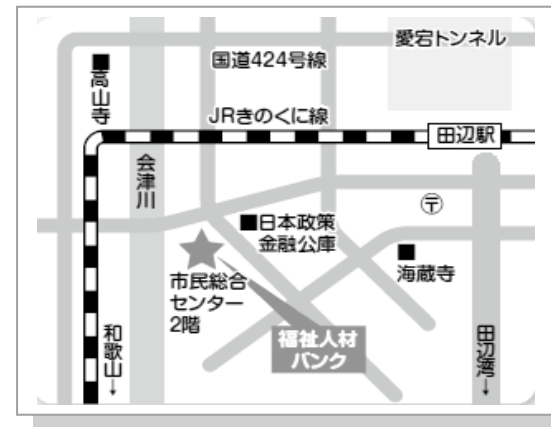 愛宕トンネル
国道424号線
■高山寺
JRきのくに線
田辺駅
会津川
〒
■日本政策
金融公庫
■
海蔵寺
市民総合
センター
2階
福祉人材
バンク
和歌山→
田辺湾→